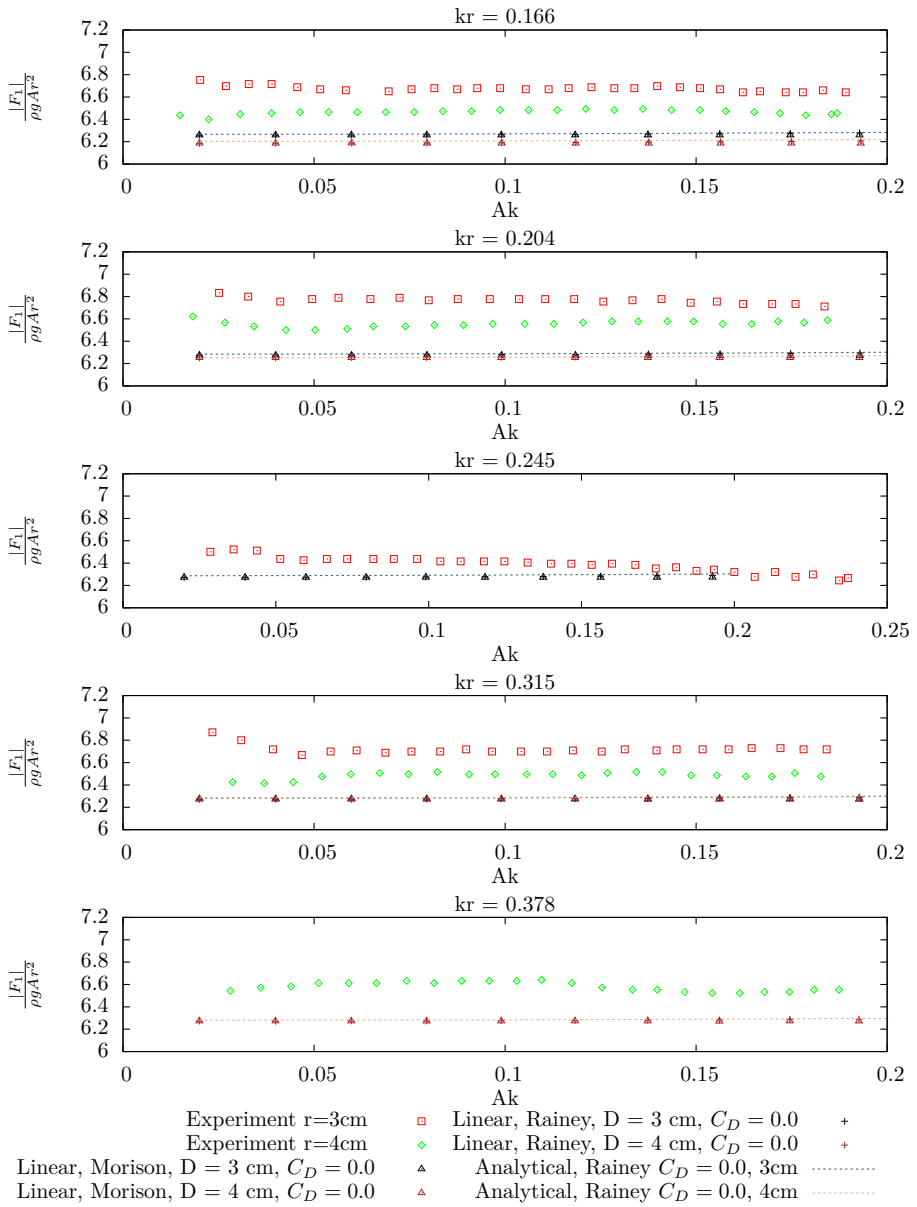 kr = 0.166
7.2
7
6.8
6.6
6.4
6.2
6
|F₁|
ρgAr²
0 0.05 0.1 0.15 0.2
Ak
kr = 0.204
7.2
7
6.8
6.6
6.4
6.2
6
|F₁|
ρgAr²
0 0.05 0.1 0.15 0.2
Ak
kr = 0.245
7.2
7
6.8
6.6
6.4
6.2
6
|F₁|
ρgAr²
0 0.05 0.1 0.15 0.2 0.25
Ak
kr = 0.315
7.2
7
6.8
6.6
6.4
6.2
6
|F₁|
ρgAr²
0 0.05 0.1 0.15 0.2
Ak
kr = 0.378
7.2
7
6.8
6.6
6.4
6.2
6
|F₁|
ρgAr²
0 0.05 0.1 0.15 0.2
Ak
Experiment r=3cm Linear, Rainey, D = 3 cm, C_D = 0.0
Experiment r=4cm Linear, Rainey, D = 4 cm, C_D = 0.0
Linear, Morison, D = 3 cm, C_D = 0.0 Analytical, Rainey C_D = 0.0, 3cm
Linear, Morison, D = 4 cm, C_D = 0.0 Analytical, Rainey C_D = 0.0, 4cm